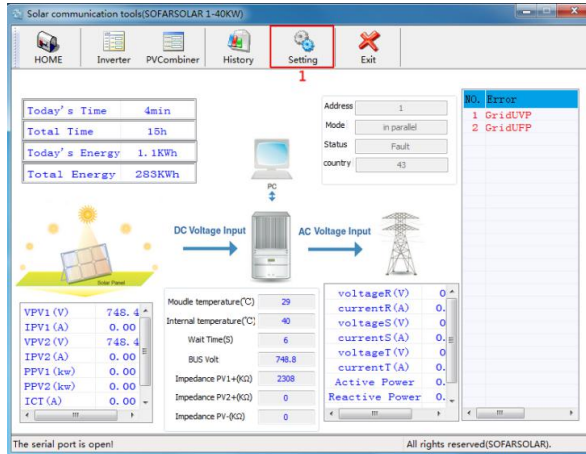 Solar communication tools(SOFARSOLAR 1-40KW)
HOME Inverter PVCombiner History Setting Exit
1
Today's Time 4min
Total Time 15h
Today's Energy 1.1KWh
Total Energy 283KWh
PC
Address 1
Mode in parallel
Status Fault
country 43
NO. Error
1 GridUVP
2 GridUFP
DC Voltage Input
AC Voltage Input
Solar Panel
VPV1(V) 748.4
IPV1(A) 0.00
VPV2(V) 748.4
IPV2(A) 0.00
PPV1(kw) 0.00
PPV2(kw) 0.00
ICT(A) 0.00
Moudle temperature(℃) 29
Internal temperature(℃) 40
Wait Time(S) 6
BUS Volt 748.8
Impedance PV1+(KΩ) 2308
Impedance PV2+(KΩ) 0
Impedance PV-(KΩ) 0
voltageR(V) 0
currentR(A) 0.
voltageS(V) 0
currentS(A) 0.
voltageT(V) 0
currentT(A) 0.
Active Power 0.
Reactive Power 0.
The serial port is open!
All rights reserved(SOFARSOLAR).